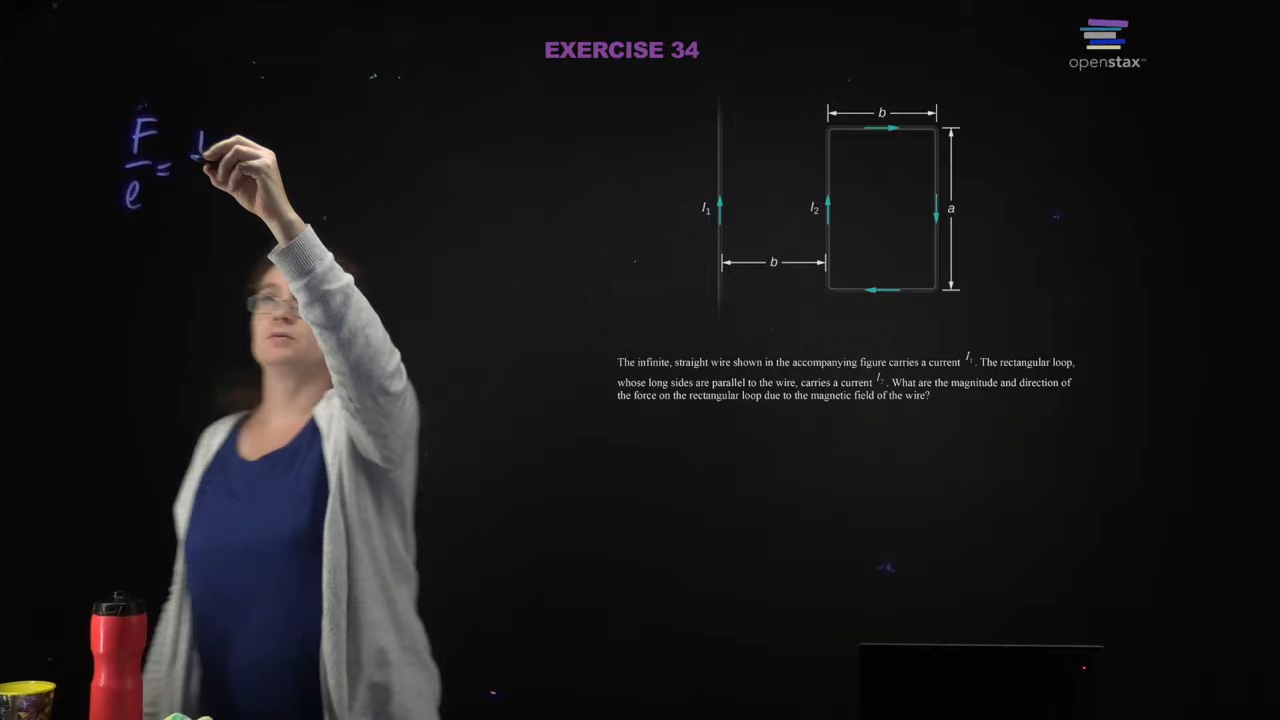 EXERCISE 34
openstax
F
e =
b
I1
I2
a
b
The infinite, straight wire shown in the accompanying figure carries a current I1. The rectangular loop,
whose long sides are parallel to the wire, carries a current I2. What are the magnitude and direction of
the force on the rectangular loop due to the magnetic field of the wire?